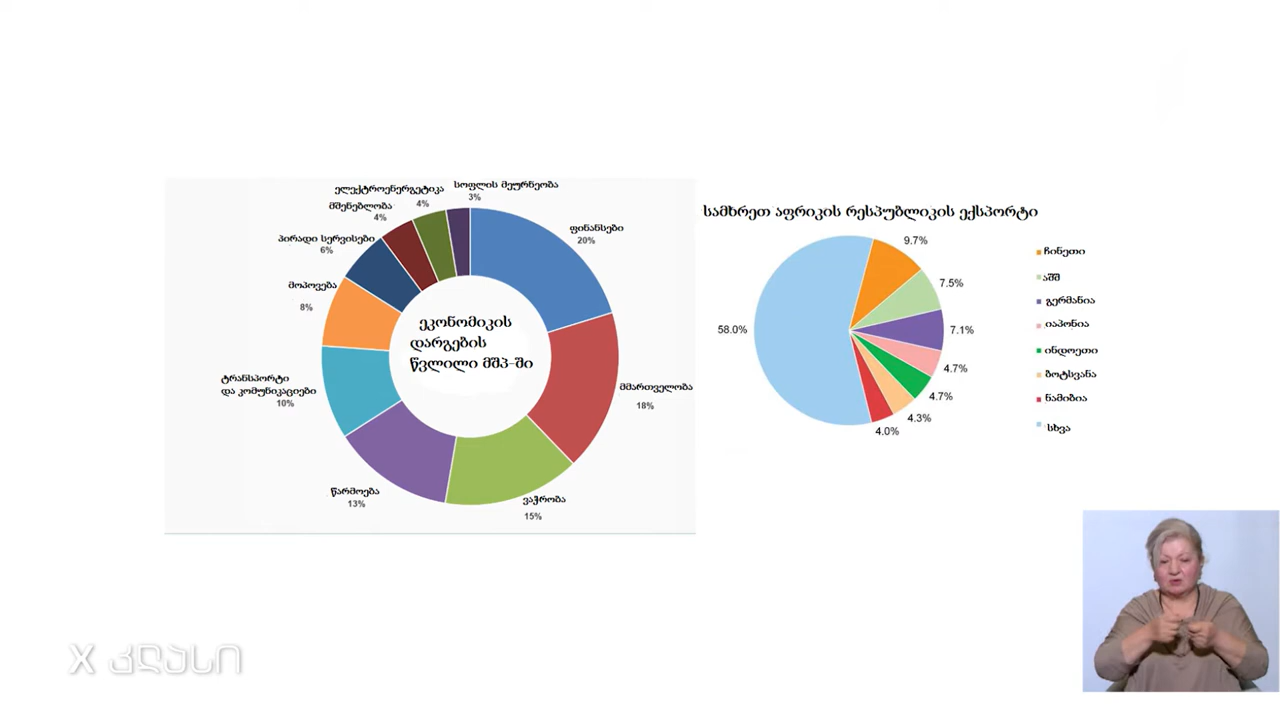 ელექტროენერგეტიკა
4%
სოფლის მეურნეობა
3%
მშენებლობა
4%
ფინანსები
20%
პირადი სერვისები
6%
მოპოვება
8%
ეკონომიკის
დარგების
წვლილი მშპ-ში
ტრანსპორტი
და კომუნიკაციები
10%
მმართველობა
18%
წარმოება
13%
ვაჭრობა
15%
სამხრეთ აფრიკის რესპუბლიკის ექსპორტი
9.7%
7.5%
7.1%
4.7%
4.7%
4.3%
4.0%
58.0%
ჩინეთი
აშშ
გერმანია
იაპონია
ინდოეთი
ბოტსვანა
ნამიბია
სხვა
X კლასი